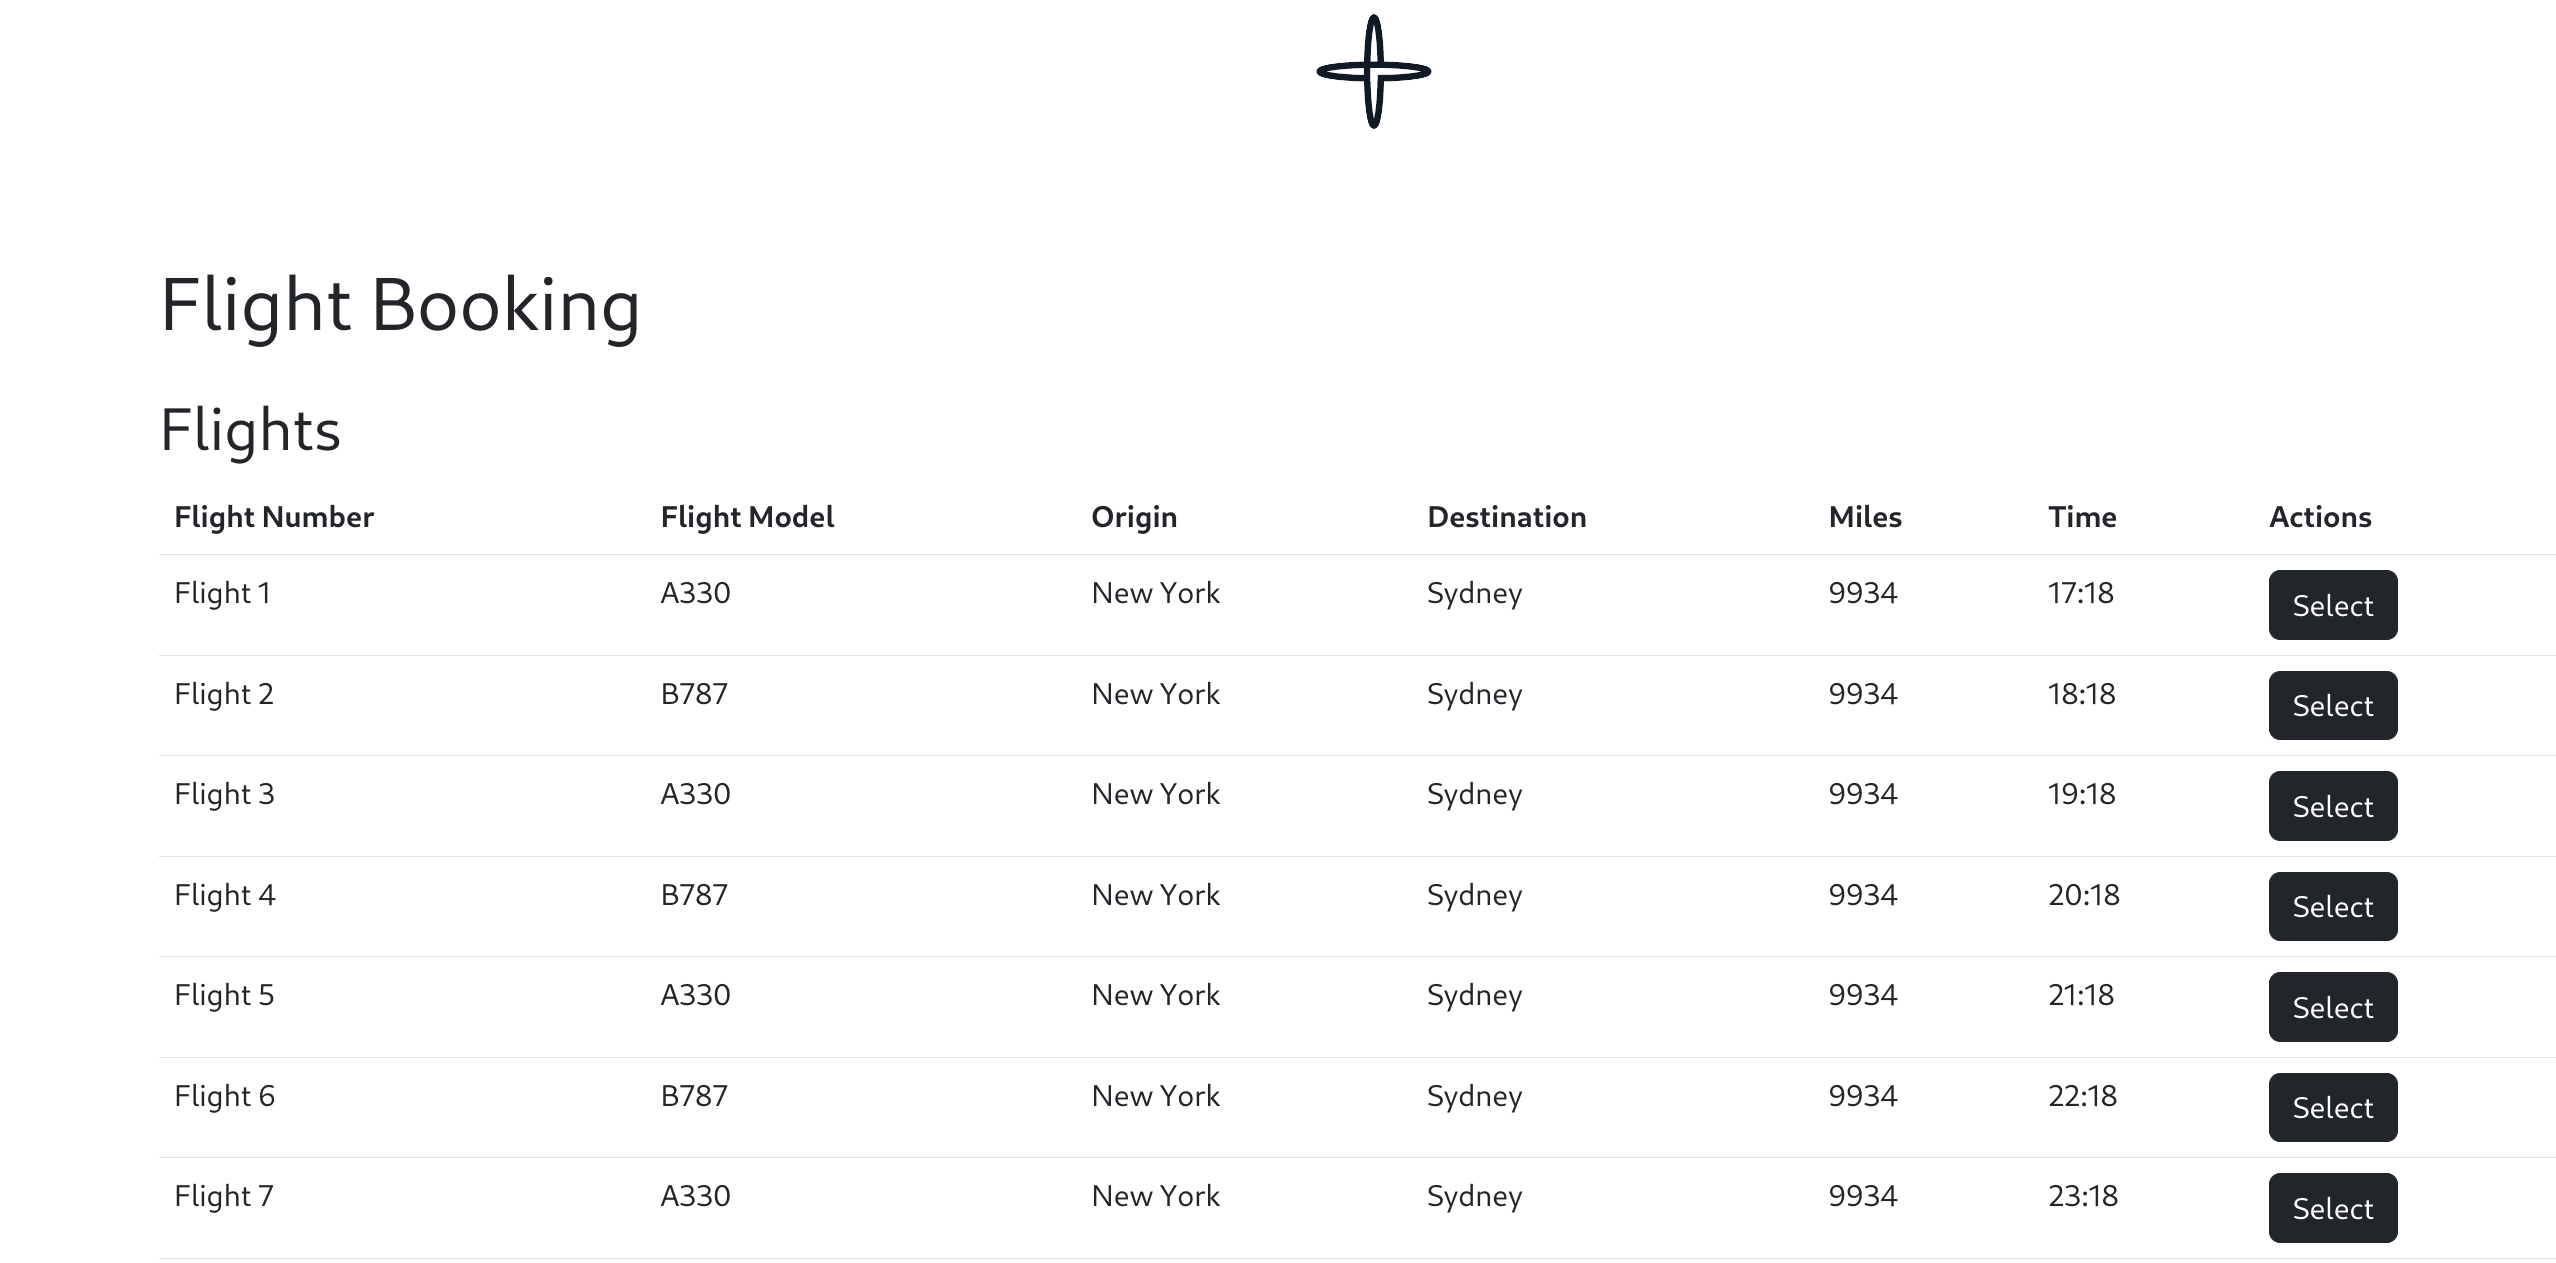 Flight Booking
Flights
Flight Number Flight Model Origin Destination Miles Time Actions
Flight 1 A330 New York Sydney 9934 17:18 Select
Flight 2 B787 New York Sydney 9934 18:18 Select
Flight 3 A330 New York Sydney 9934 19:18 Select
Flight 4 B787 New York Sydney 9934 20:18 Select
Flight 5 A330 New York Sydney 9934 21:18 Select
Flight 6 B787 New York Sydney 9934 22:18 Select
Flight 7 A330 New York Sydney 9934 23:18 Select